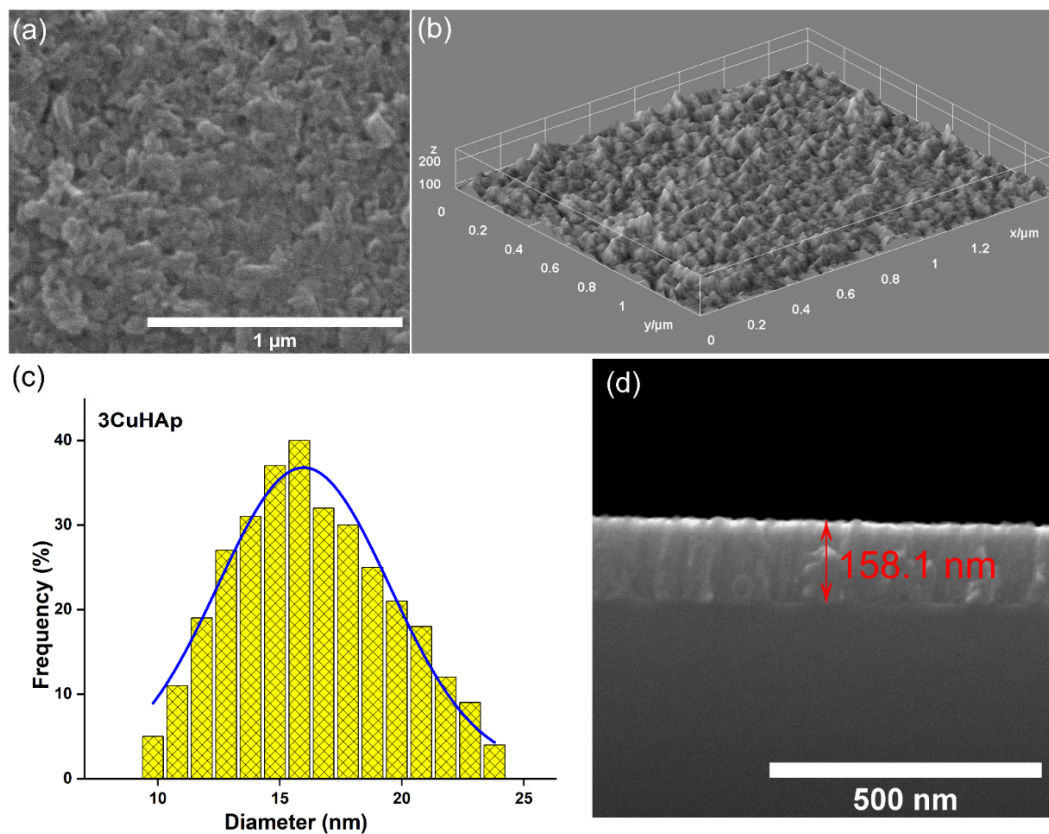 (a)
1 µm
(b)
z
200
100
0
0.2
0.4
0.6
0.8
1
y/µm
0
0.2
0.4
0.6
0.8
1
1.2
x/µm
(c)
3CuHAp
Frequency (%)
40
30
20
10
0
10 15 20 25
Diameter (nm)
(d)
158.1 nm
500 nm